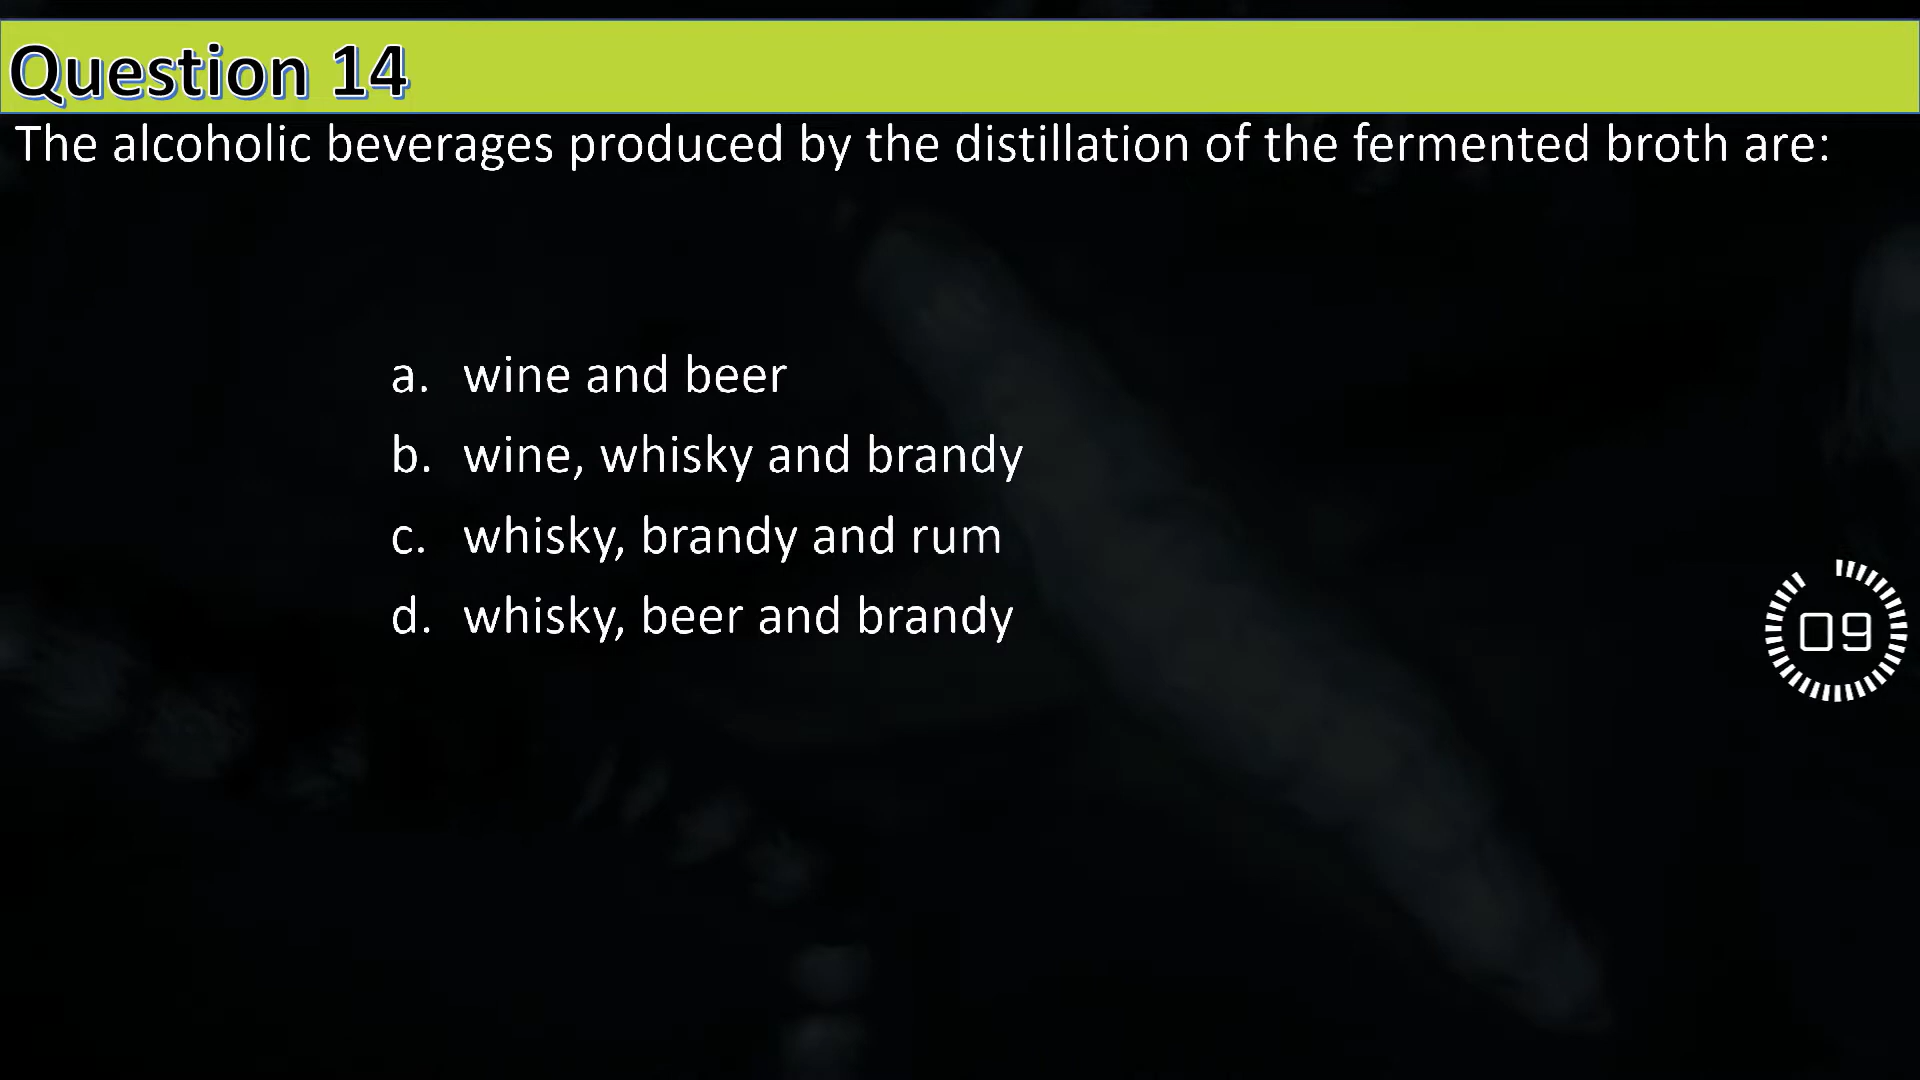 Question 14
The alcoholic beverages produced by the distillation of the fermented broth are:
a. wine and beer
b. wine, whisky and brandy
c. whisky, brandy and rum
d. whisky, beer and brandy
09